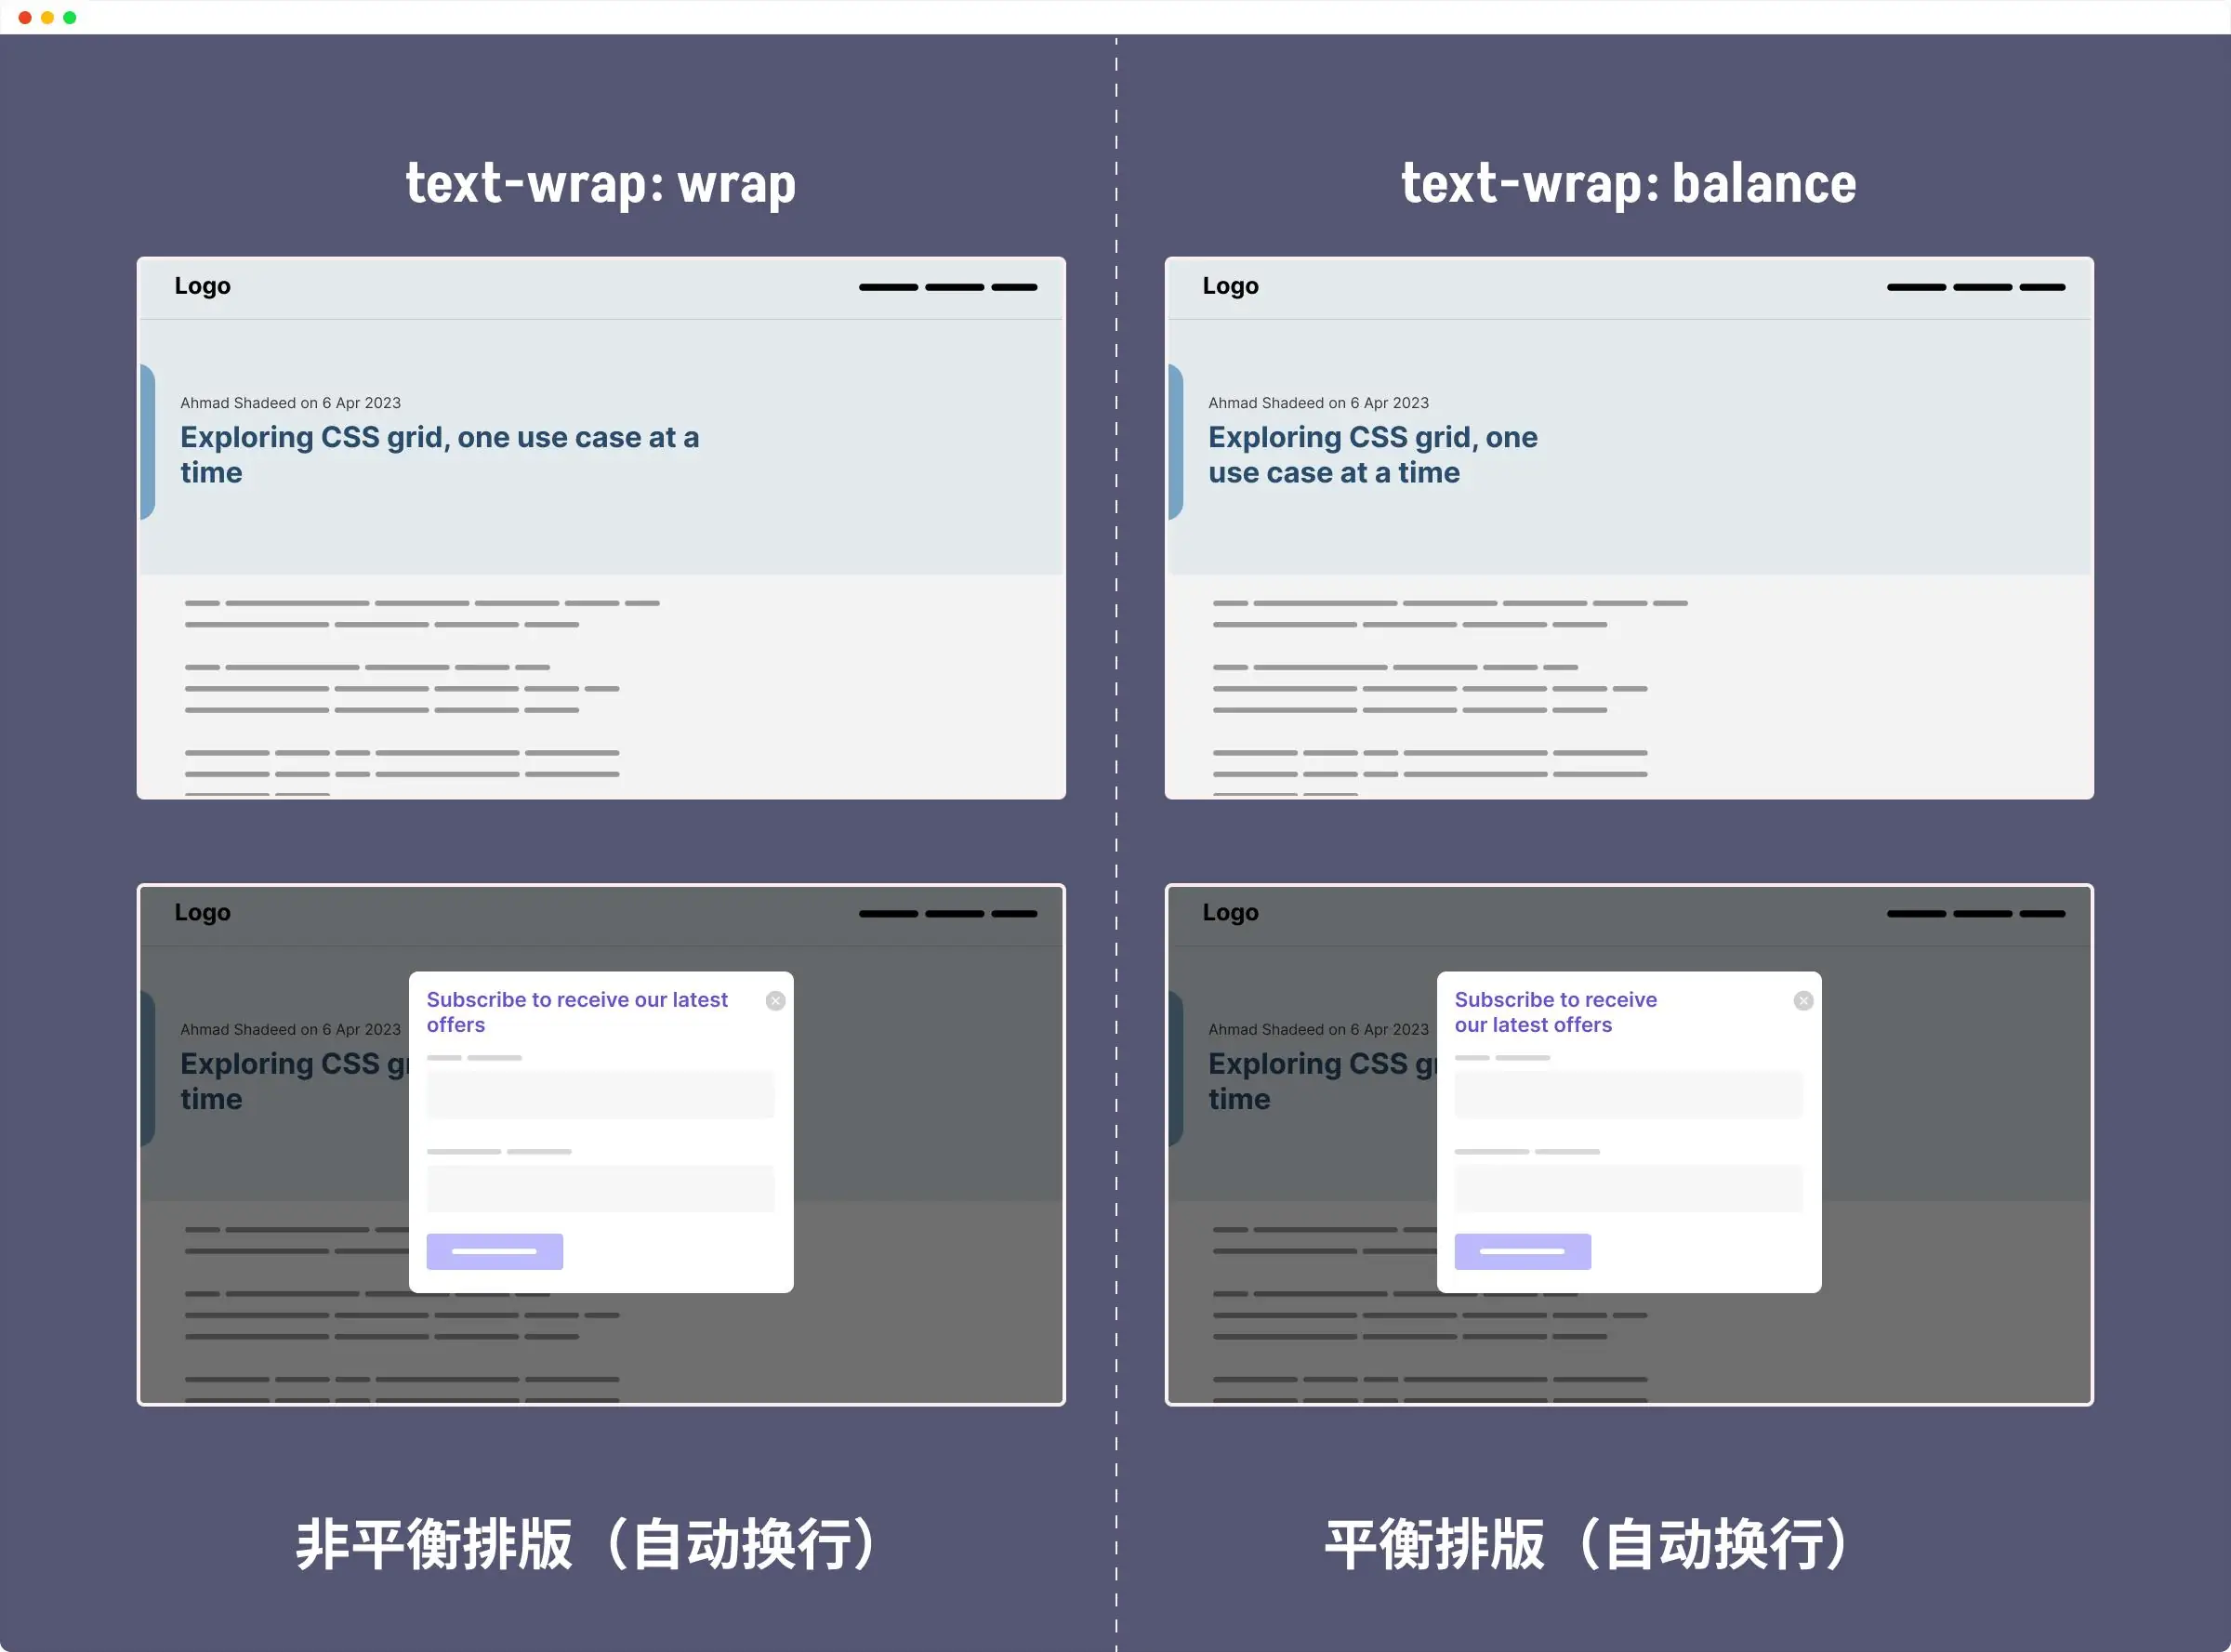 text-wrap: wrap
Logo
Ahmad Shadeed on 6 Apr 2023
Exploring CSS grid, one use case at a
time
Logo
Ahmad Shadeed on 6 Apr 2023
Exploring CSS gr
time
Subscribe to receive our latest
offers
非平衡排版（自动换行）
text-wrap: balance
Logo
Ahmad Shadeed on 6 Apr 2023
Exploring CSS grid, one
use case at a time
Logo
Ahmad Shadeed on 6 Apr 2023
Exploring CSS gr
time
Subscribe to receive
our latest offers
平衡排版（自动换行）